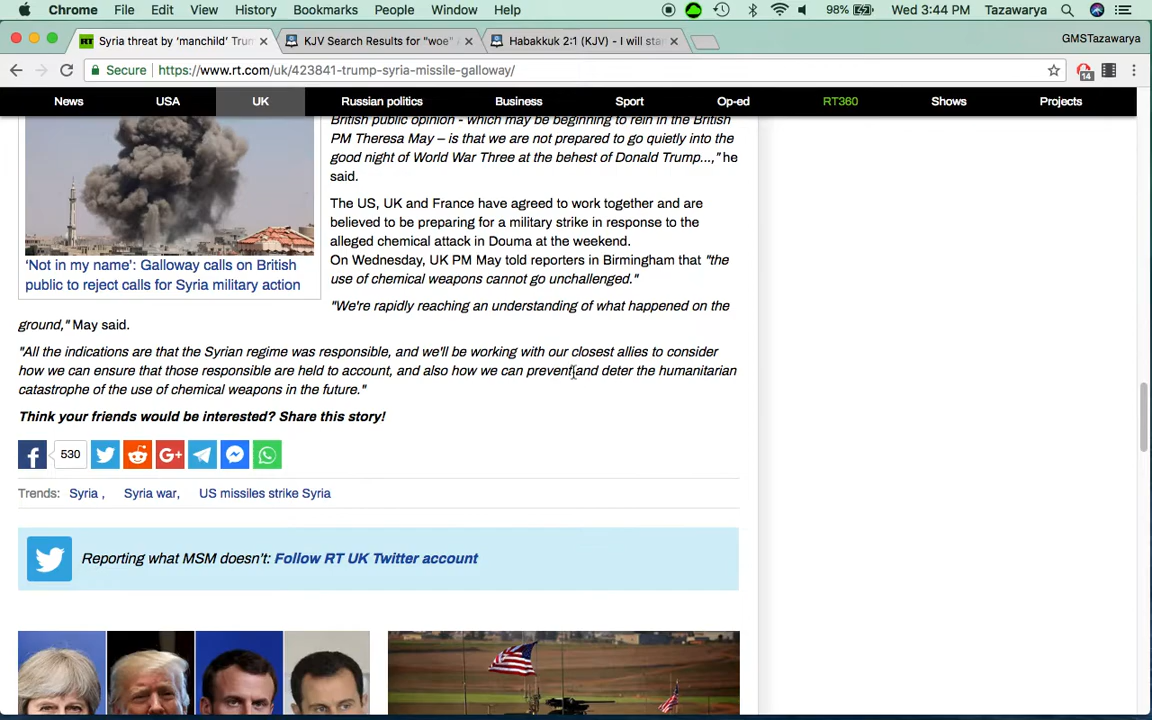 Chrome File Edit View History Bookmarks People Window Help 98% Wed 3:44 PM Tazawarya
RT Syria threat by 'manchild' Trun KJV Search Results for "woe" Habakkuk 2:1 (KJV) - I will star GMSTazawarya
Secure https://www.rt.com/uk/423841-trump-syria-missile-galloway/ 14
News USA UK Russian politics Business Sport Op-ed RT360 Shows Projects
British public opinion - which may be beginning to rein in the British
PM Theresa May – is that we are not prepared to go quietly into the
good night of World War Three at the behest of Donald Trump...," he
said.
The US, UK and France have agreed to work together and are
believed to be preparing for a military strike in response to the
alleged chemical attack in Douma at the weekend.
'Not in my name': Galloway calls on British
public to reject calls for Syria military action
On Wednesday, UK PM May told reporters in Birmingham that "the
use of chemical weapons cannot go unchallenged."
"We're rapidly reaching an understanding of what happened on the
ground," May said.
"All the indications are that the Syrian regime was responsible, and we'll be working with our closest allies to consider
how we can ensure that those responsible are held to account, and also how we can prevent and deter the humanitarian
catastrophe of the use of chemical weapons in the future."
Think your friends would be interested? Share this story!
530 G+
Trends: Syria , Syria war, US missiles strike Syria
Reporting what MSM doesn't: Follow RT UK Twitter account